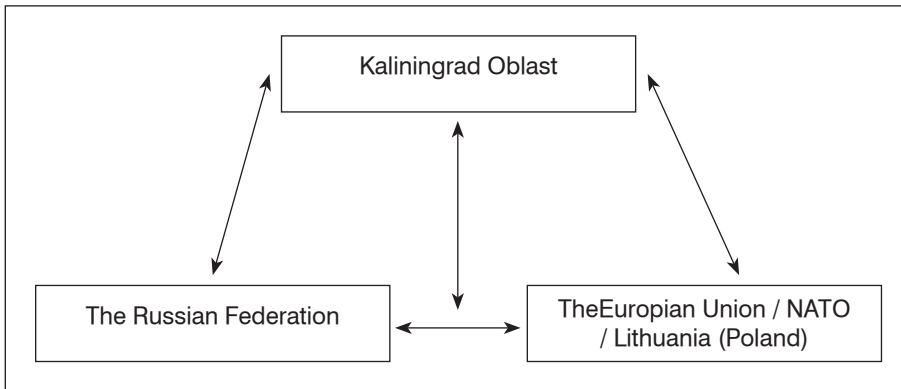 Kaliningrad Oblast
The Russian Federation
TheEuropian Union / NATO
/ Lithuania (Poland)